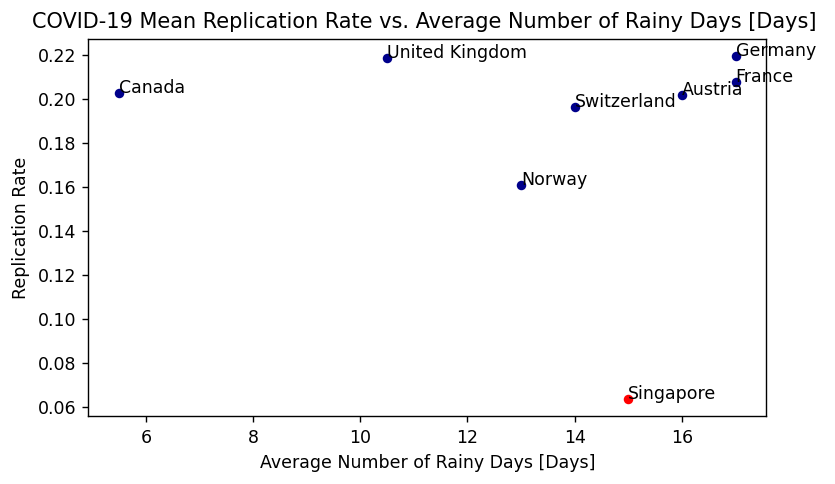 COVID-19 Mean Replication Rate vs. Average Number of Rainy Days [Days]
0.22
0.20
0.18
0.16
0.14
0.12
0.10
0.08
0.06
Replication Rate
Germany
United Kingdom
France
Canada
Austria
Switzerland
Norway
Singapore
6 8 10 12 14 16
Average Number of Rainy Days [Days]